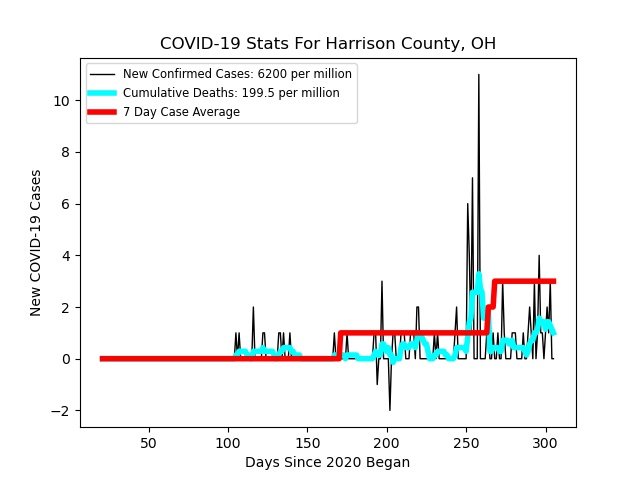 COVID-19 Stats For Harrison County, OH
New Confirmed Cases: 6200 per million
Cumulative Deaths: 199.5 per million
7 Day Case Average
New COVID-19 Cases
10
8
6
4
2
0
−2
50 100 150 200 250 300
Days Since 2020 Began